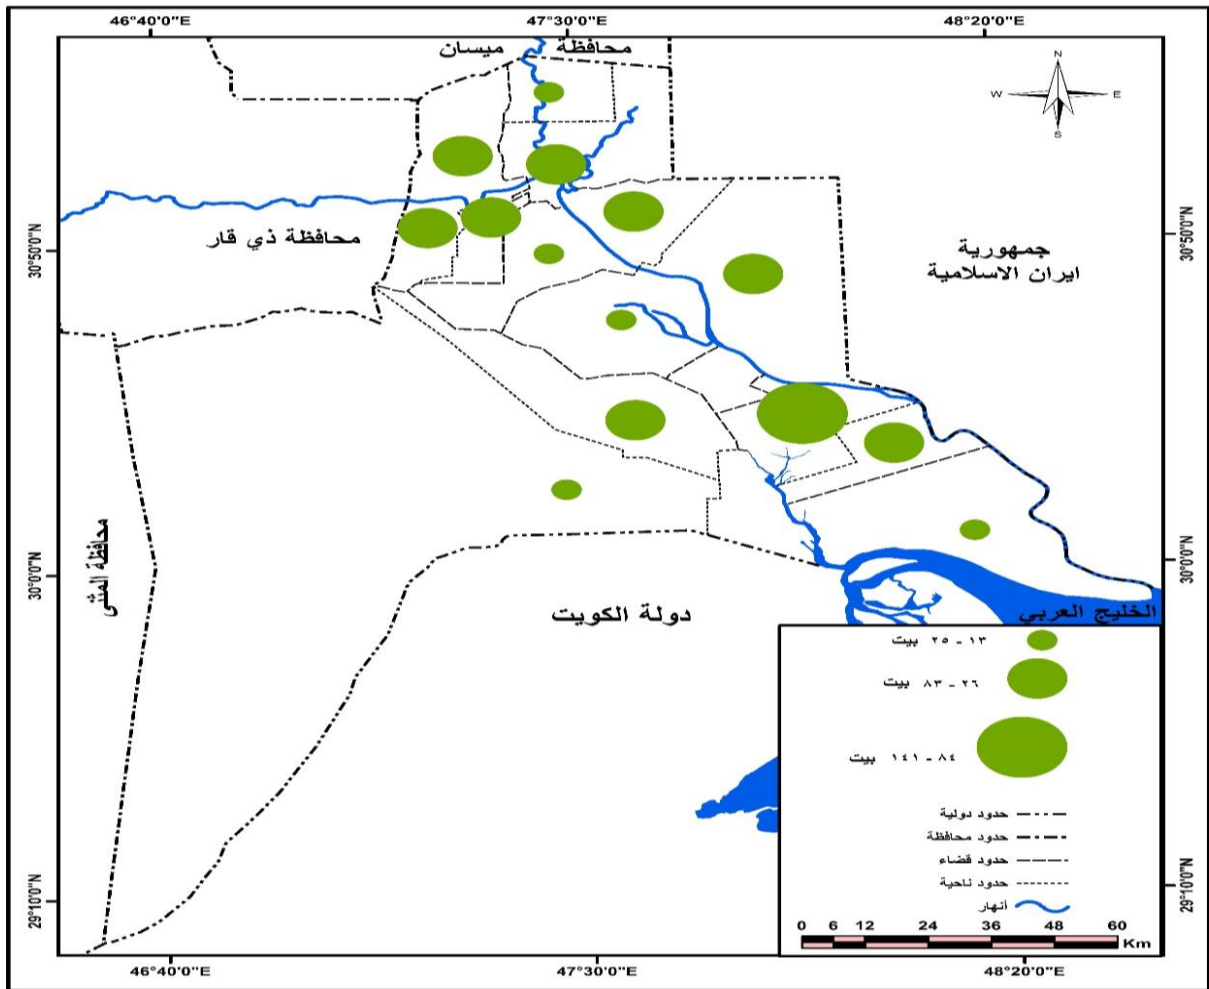 46°40'0"E
47°30'0"E
48°20'0"E
محافظة ميسان
N
W
E
S
30°50'0"N
30°50'0"N
محافظة ذي قار
جمهورية
ايران الاسلامية
محافظة المثنى
30°0'0"N
30°0'0"N
دولة الكويت
الخليج العربي
١٣ - ٢٥ بيت
٢٦ - ٨٣ بيت
٨٤ - ١٤١ بيت
حدود دولية
حدود محافظة
حدود قضاء
حدود ناحية
أنهار
0 6 12 24 36 48 60
Km
29°10'0"N
29°10'0"N
46°40'0"E
47°30'0"E
48°20'0"E